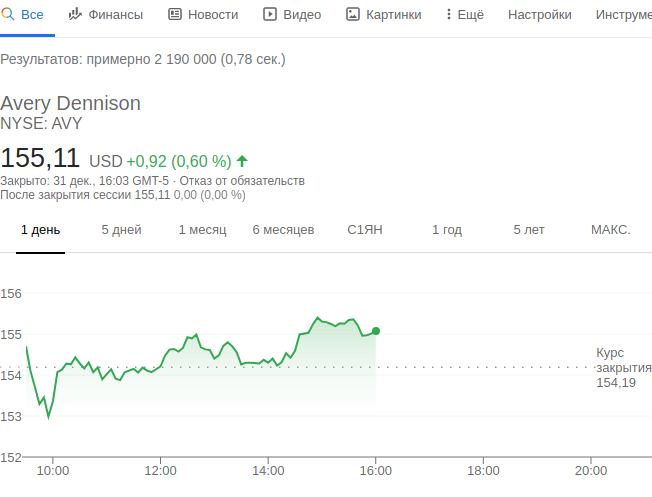 Все Финансы Новости Видео Картинки Ещё Настройки Инструме
Результатов: примерно 2 190 000 (0,78 сек.)
Avery Dennison
NYSE: AVY
155,11 USD +0,92 (0,60 %)
Закрыто: 31 дек., 16:03 GMT-5 · Отказ от обязательств
После закрытия сессии 155,11 0,00 (0,00 %)
1 день 5 дней 1 месяц 6 месяцев С1ЯН 1 год 5 лет МАКС.
156
155
154
153
152
Курс
закрытия
154,19
10:00 12:00 14:00 16:00 18:00 20:00